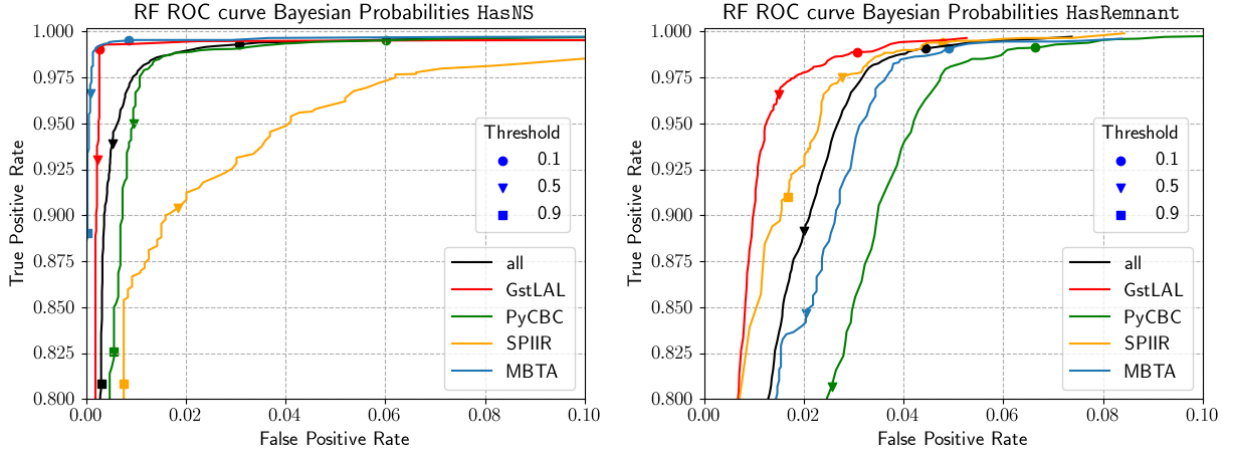 RF ROC curve Bayesian Probabilities HasNS
True Positive Rate
1.000
0.975
0.950
0.925
0.900
0.875
0.850
0.825
0.800
Threshold
0.1
0.5
0.9
all
GstLAL
PyCBC
SPIIR
MBTA
0.00 0.02 0.04 0.06 0.08 0.10
False Positive Rate
RF ROC curve Bayesian Probabilities HasRemnant
True Positive Rate
1.000
0.975
0.950
0.925
0.900
0.875
0.850
0.825
0.800
Threshold
0.1
0.5
0.9
all
GstLAL
PyCBC
SPIIR
MBTA
0.00 0.02 0.04 0.06 0.08 0.10
False Positive Rate